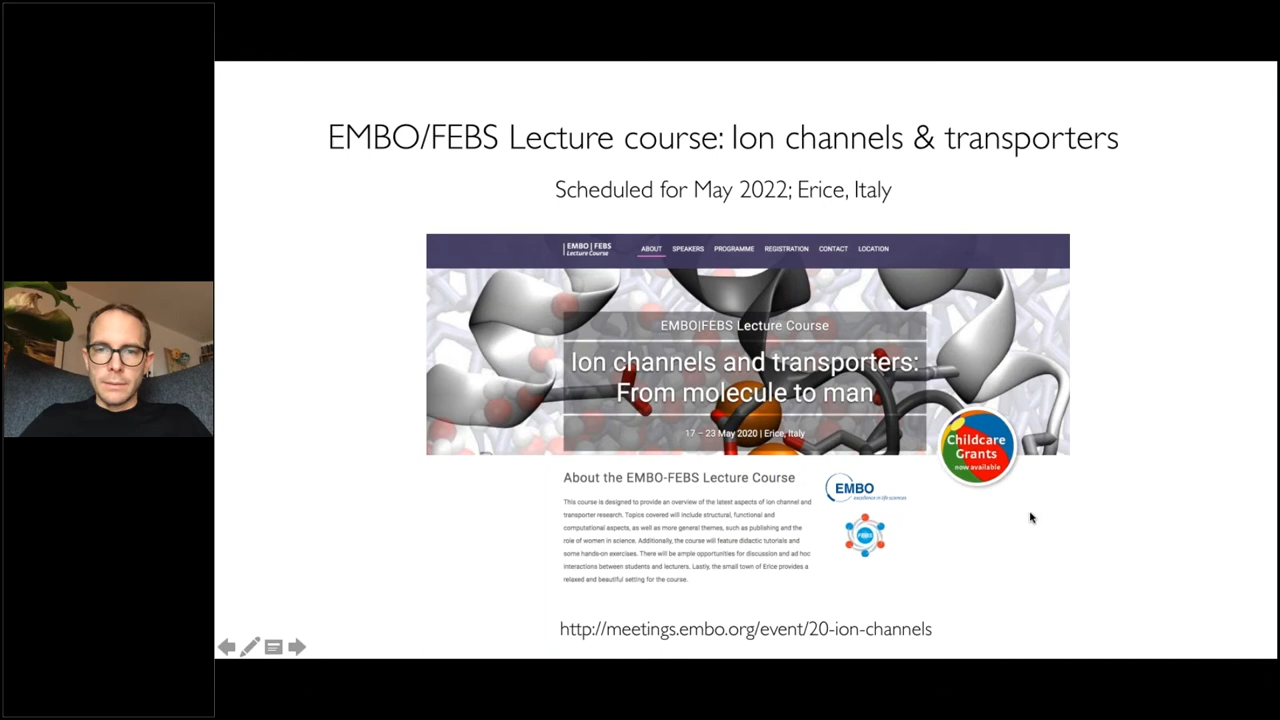 EMBO/FEBS Lecture course: Ion channels & transporters
Scheduled for May 2022; Erice, Italy
EMBO | FEBS
Lecture Course
ABOUT SPEAKERS PROGRAMME REGISTRATION CONTACT LOCATION
EMBO|FEBS Lecture Course
Ion channels and transporters:
From molecule to man
17 – 23 May 2020 | Erice, Italy
Childcare
Grants
now available
About the EMBO-FEBS Lecture Course
This course is designed to provide an overview of the latest aspects of ion channel and
transporter research. Topics covered will include structural, functional and
computational aspects, as well as more general themes, such as publishing and the
role of women in science. Additionally, the course will feature didactic tutorials and
some hands-on exercises. There will be ample opportunities for discussion and ad hoc
interactions between students and lecturers. Lastly, the small town of Erice provides a
relaxed and beautiful setting for the course.
EMBO
excellence in life sciences
FEBS
http://meetings.embo.org/event/20-ion-channels